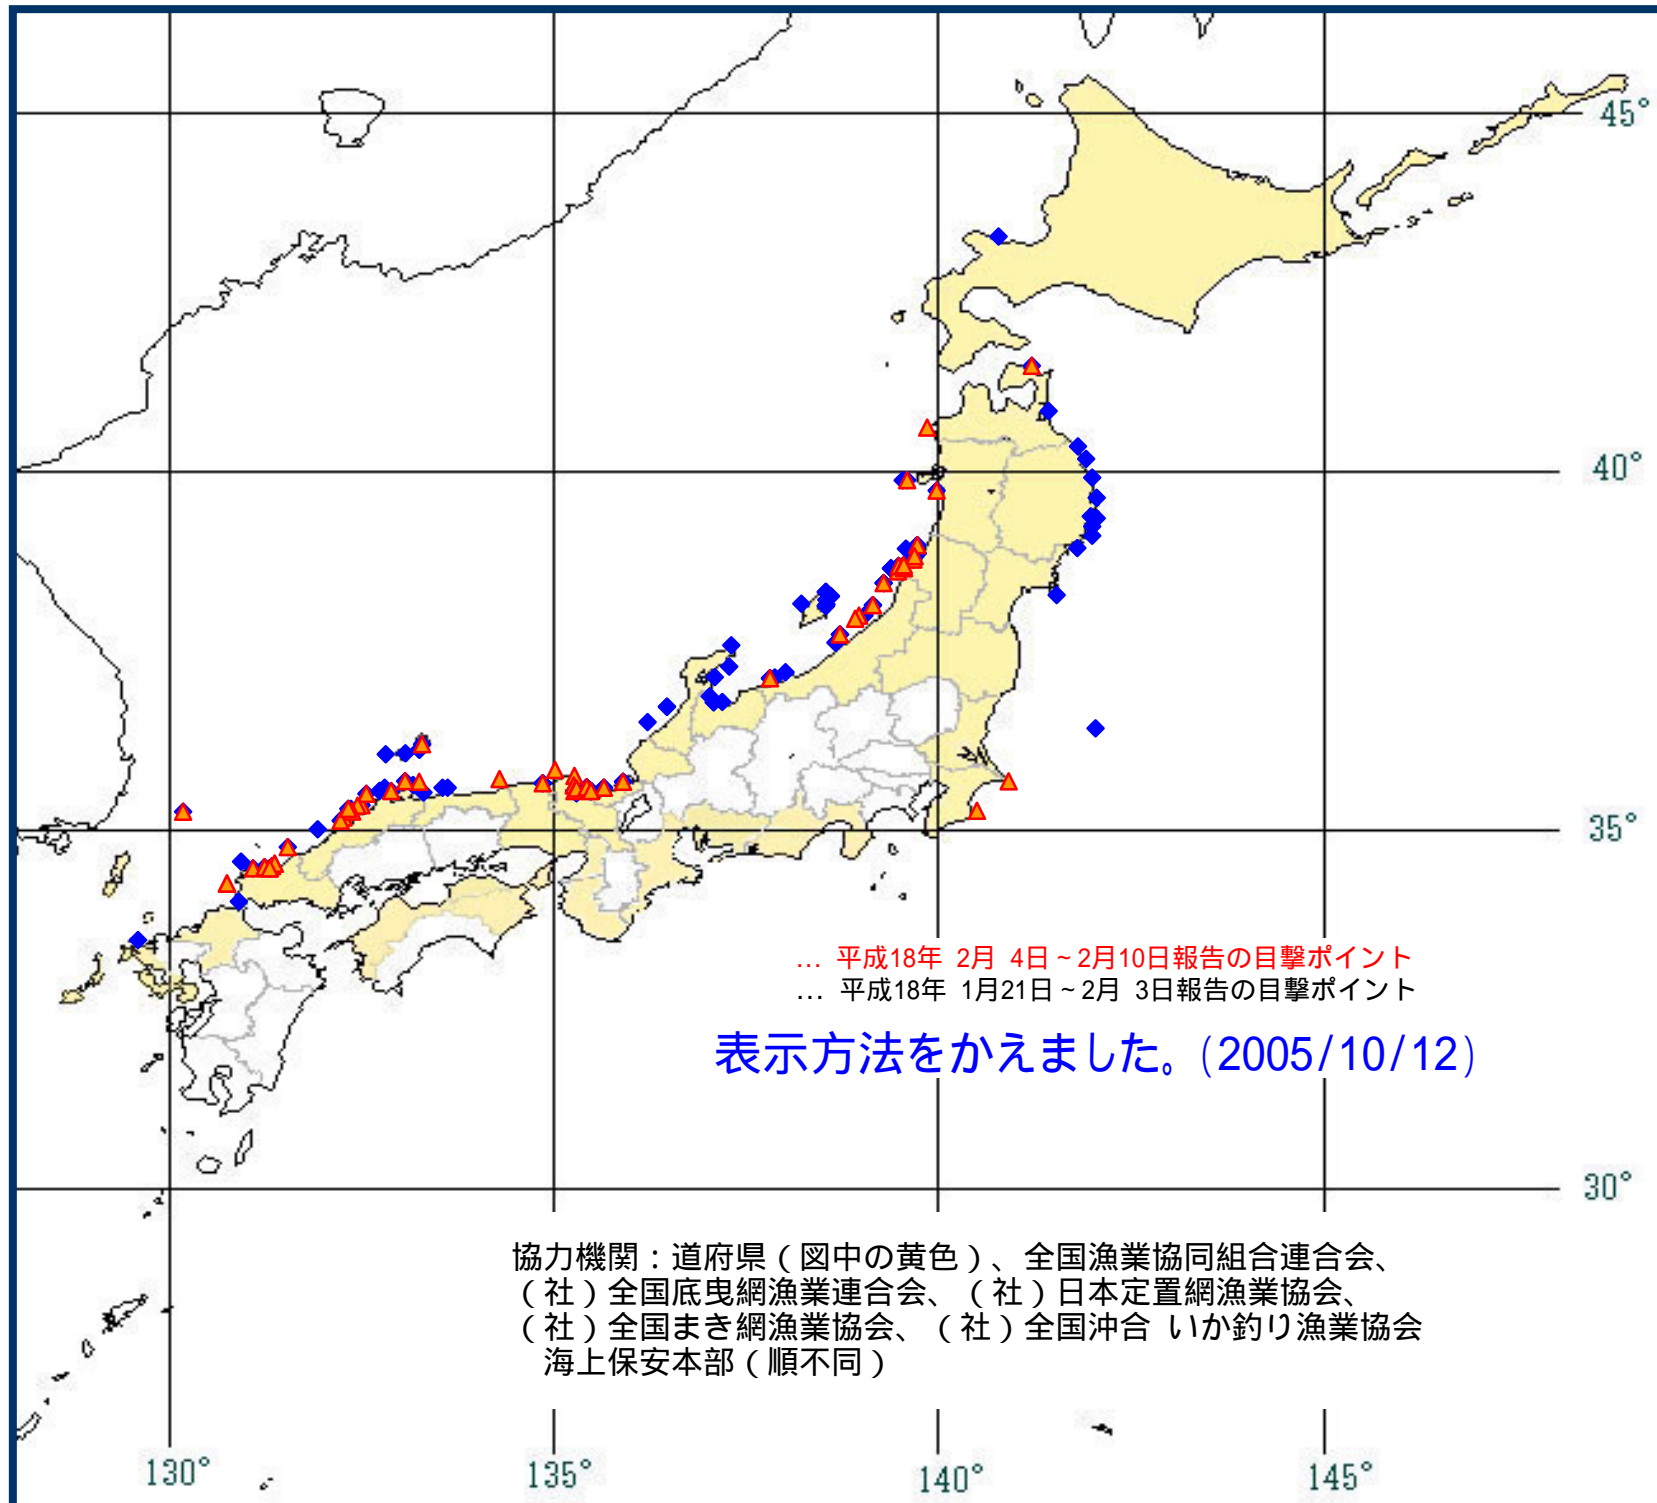 45°
40°
35°
… 平成18年 2月 4日~2月10日報告の目撃ポイント
… 平成18年 1月21日~2月 3日報告の目撃ポイント
表示方法をかえました。(2005/10/12)
30°
協力機関：道府県（図中の黄色）、全国漁業協同組合連合会、
（社）全国底曳網漁業連合会、（社）日本定置網漁業協会、
（社）全国まき網漁業協会、（社）全国沖合 いか釣り漁業協会
海上保安本部（順不同）
130° 135° 140° 145°